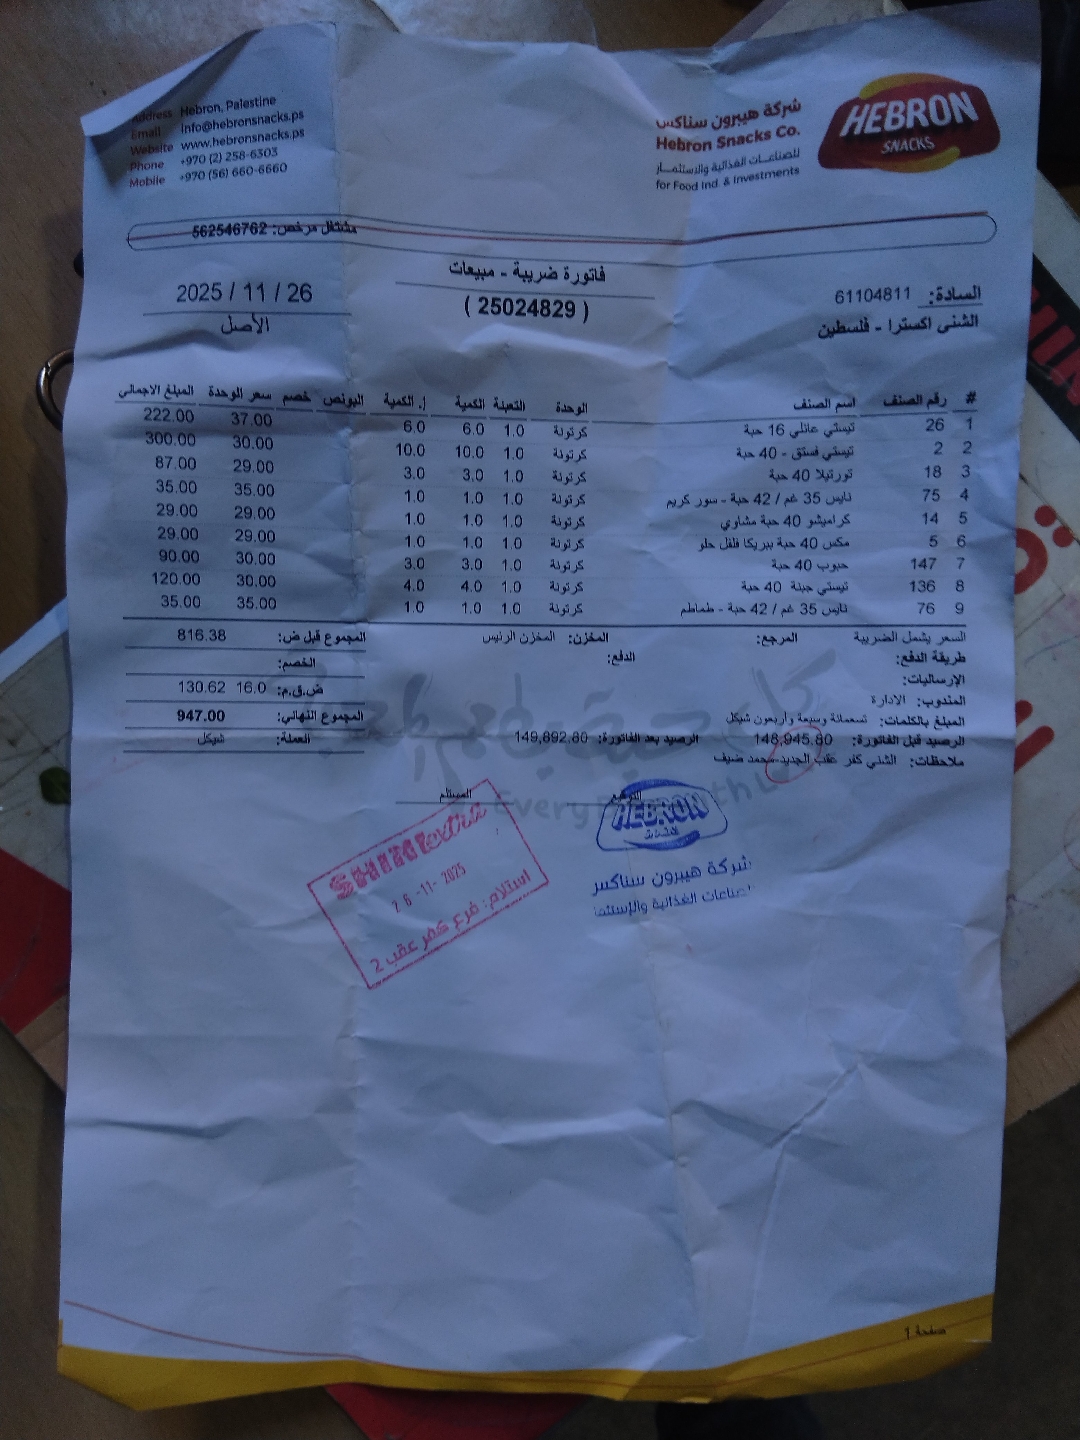 Address Hebron, Palestine
Email info@hebronsnacks.ps
Website www.hebronsnacks.ps
Phone +970 (2) 258-6303
Mobile +970 (56) 660-6660
شركة هيبرون سناكس
Hebron Snacks Co.
للصناعات الغذائية والاستثمار
for Food Ind. & Investments
HEBRON
SNACKS
مشتغل مرخص: 562546762
فاتورة ضريبة - مبيعات
( 25024829 )
2025 / 11 / 26
الأصل
السادة: 61104811
الشني اكسترا - فلسطين
# رقم الصنف اسم الصنف الوحدة التعبئة الكمية إ. الكمية البونص خصم سعر الوحدة المبلغ الاجمالي
1 26 تيستي عائلي 16 حبة كرتونة 1.0 6.0 6.0 37.00 222.00
2 2 تيستي فستق - 40 حبة كرتونة 1.0 10.0 10.0 30.00 300.00
3 18 تورتيلا 40 حبة كرتونة 1.0 3.0 3.0 29.00 87.00
4 75 نايس 35 غم / 42 حبة - سور كريم كرتونة 1.0 1.0 1.0 35.00 35.00
5 14 كراميشو 40 حبة مشاوي كرتونة 1.0 1.0 1.0 29.00 29.00
6 5 مكس 40 حبة ببريكا فلفل حلو كرتونة 1.0 1.0 1.0 29.00 29.00
7 147 حبوب 40 حبة كرتونة 1.0 3.0 3.0 30.00 90.00
8 136 تيستي جبنة 40 حبة كرتونة 1.0 4.0 4.0 30.00 120.00
9 76 نايس 35 غم / 42 حبة - طماطم كرتونة 1.0 1.0 1.0 35.00 35.00
السعر يشمل الضريبة المرجع: المخزن: المخزن الرئيس المجموع قبل ض: 816.38
طريقة الدفع: الدفع: الخصم:
الإرساليات: ض.ق.م: 16.0 130.62
المندوب: الادارة
المبلغ بالكلمات: تسعمائة وسبعة وأربعون شيكل المجموع النهائي: 947.00
الرصيد قبل الفاتورة: 148,945.80 الرصيد بعد الفاتورة: 149,892.80 العملة: شيكل
ملاحظات: الشني كفر عقب الجديد-محمد ضيف
التوقيع المستلم
كل حبة بفم
Every
HEBRON
شركة هيبرون سناكس
SHINI extra
26-11-2025
استلام: فرع كفر عقب 2
صفحة 1